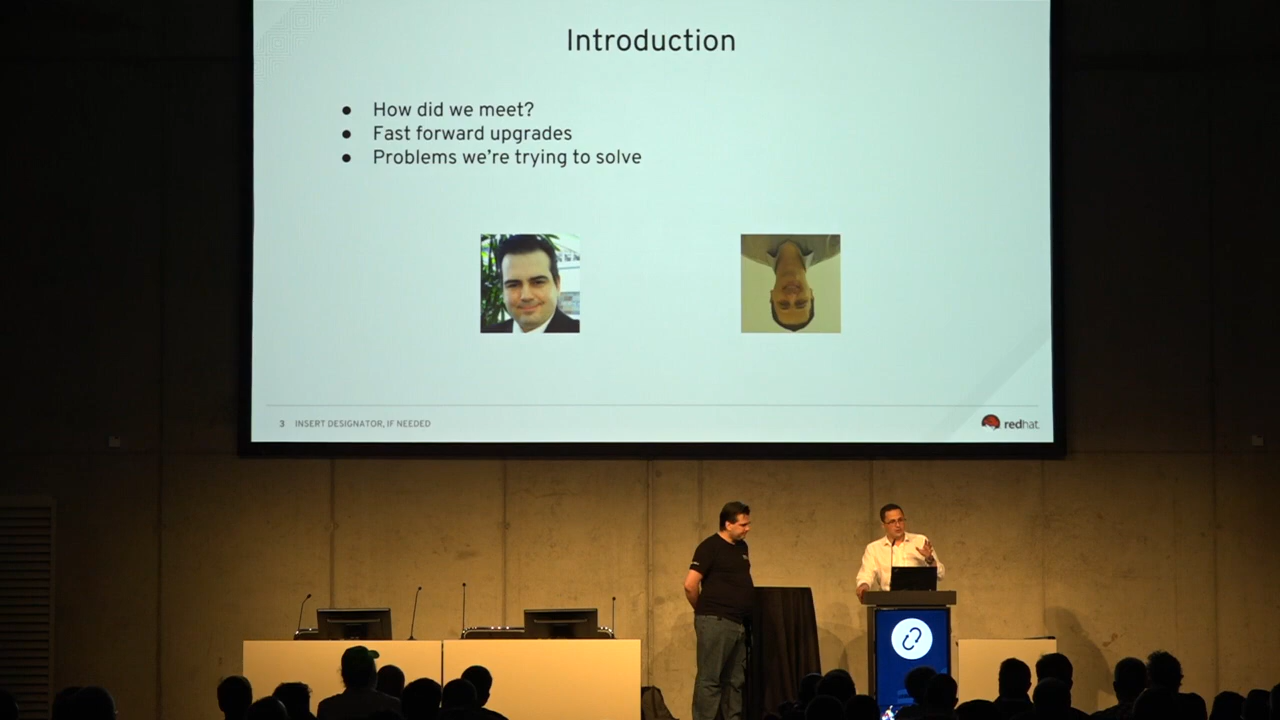 Introduction
● How did we meet?
● Fast forward upgrades
● Problems we're trying to solve
3 INSERT DESIGNATOR, IF NEEDED
redhat.